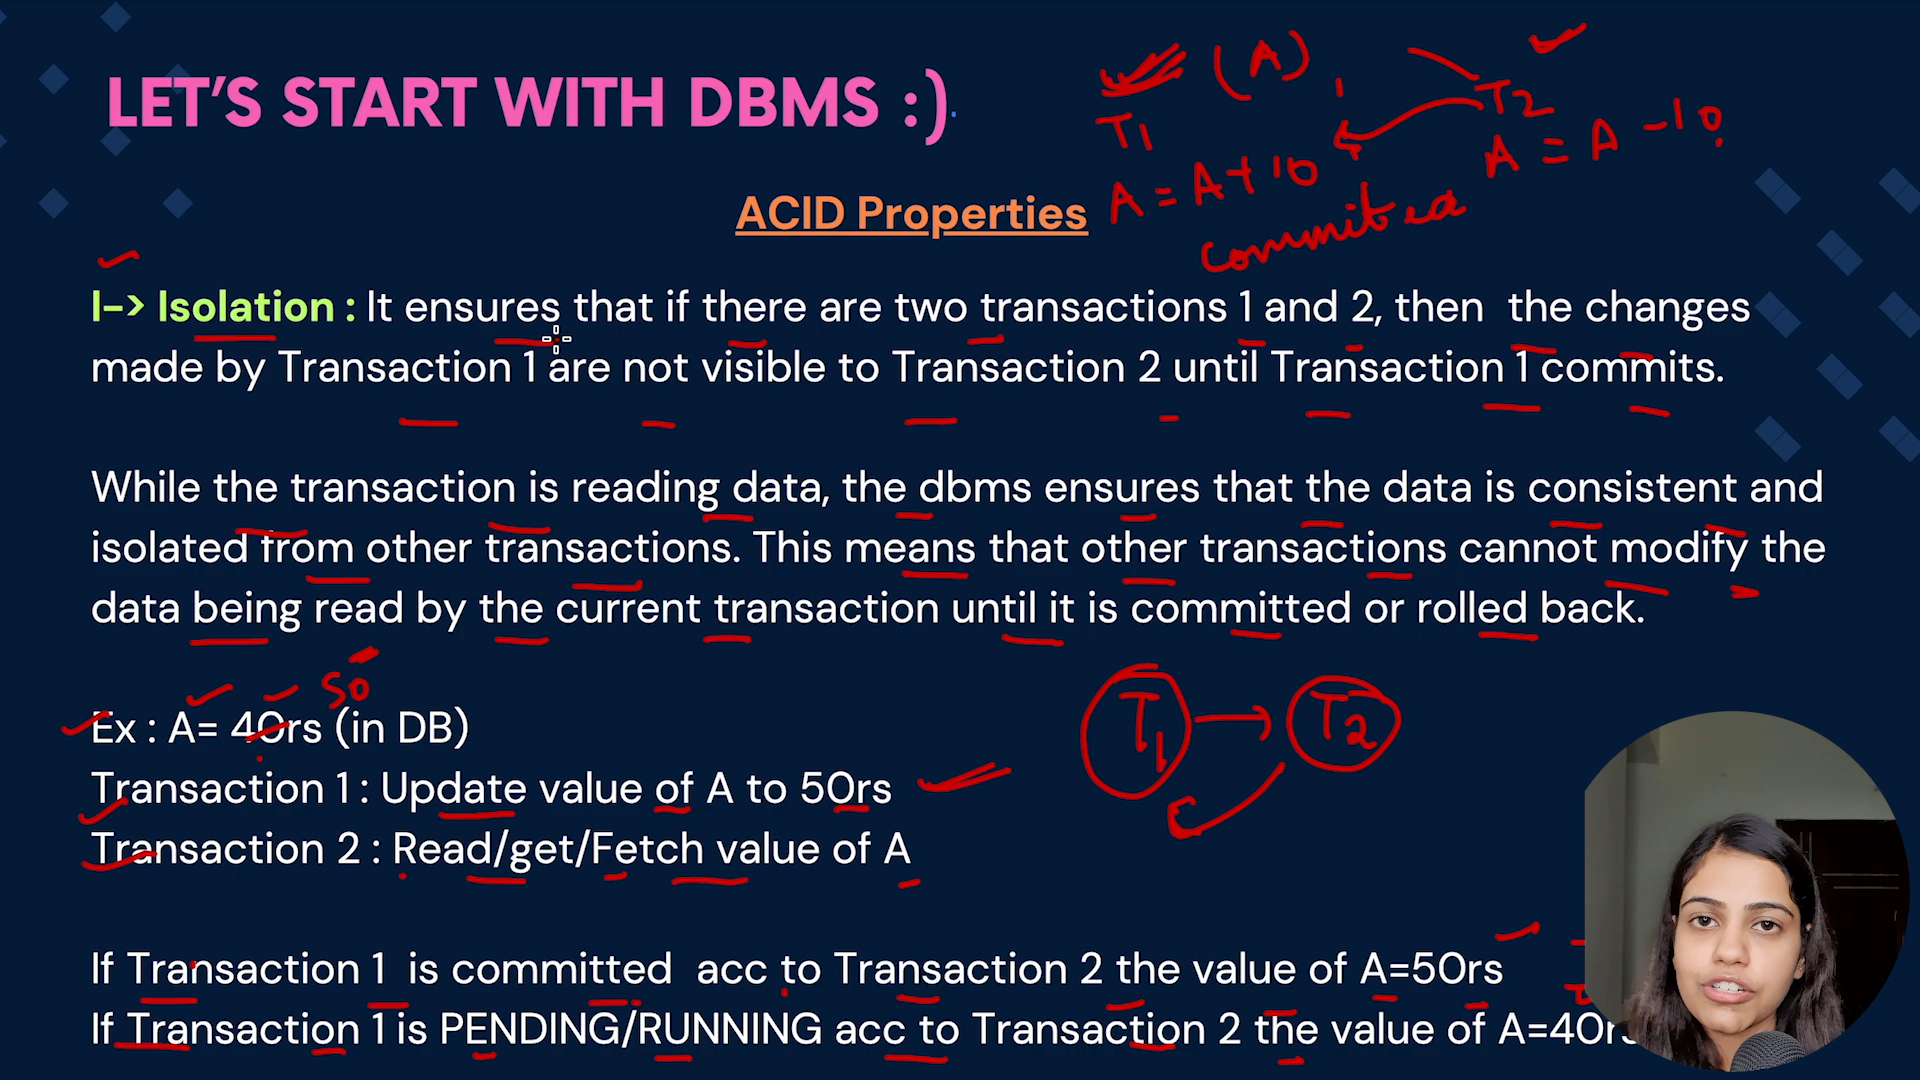 LET'S START WITH DBMS :)
(A)
T1
T2
A = A+10
A = A-10
committed
ACID Properties
I-> Isolation : It ensures that if there are two transactions 1 and 2, then the changes
made by Transaction 1 are not visible to Transaction 2 until Transaction 1 commits.
While the transaction is reading data, the dbms ensures that the data is consistent and
isolated from other transactions. This means that other transactions cannot modify the
data being read by the current transaction until it is committed or rolled back.
50
Ex : A= 40rs (in DB)
T1
T2
Transaction 1 : Update value of A to 50rs
Transaction 2 : Read/get/Fetch value of A
If Transaction 1 is committed acc to Transaction 2 the value of A=50rs
If Transaction 1 is PENDING/RUNNING acc to Transaction 2 the value of A=40rs